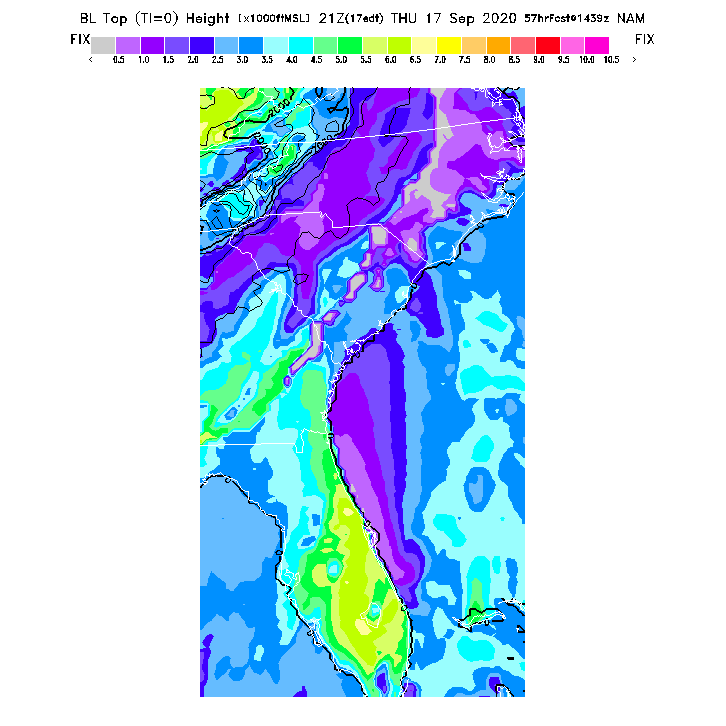 BL Top (TI=0) Height [x1000ftMSL] 21Z(17edt) THU 17 Sep 2020 57hrFcst@1439z NAM
FIX FIX
< 0.5 1.0 1.5 2.0 2.5 3.0 3.5 4.0 4.5 5.0 5.5 6.0 6.5 7.0 7.5 8.0 8.5 9.0 9.5 10.0 10.5 >
2000